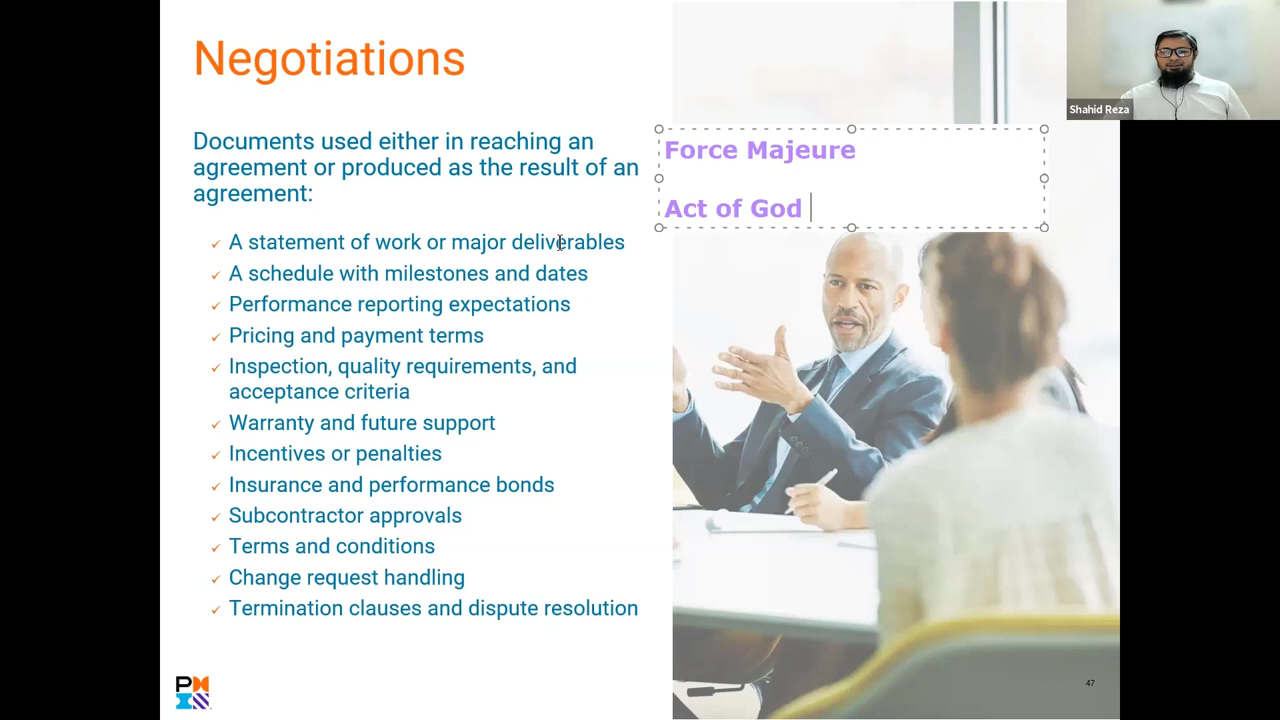 Negotiations
Documents used either in reaching an
agreement or produced as the result of an
agreement:
A statement of work or major deliverables
A schedule with milestones and dates
Performance reporting expectations
Pricing and payment terms
Inspection, quality requirements, and
acceptance criteria
Warranty and future support
Incentives or penalties
Insurance and performance bonds
Subcontractor approvals
Terms and conditions
Change request handling
Termination clauses and dispute resolution
Force Majeure
Act of God
Shahid Reza
PM
47